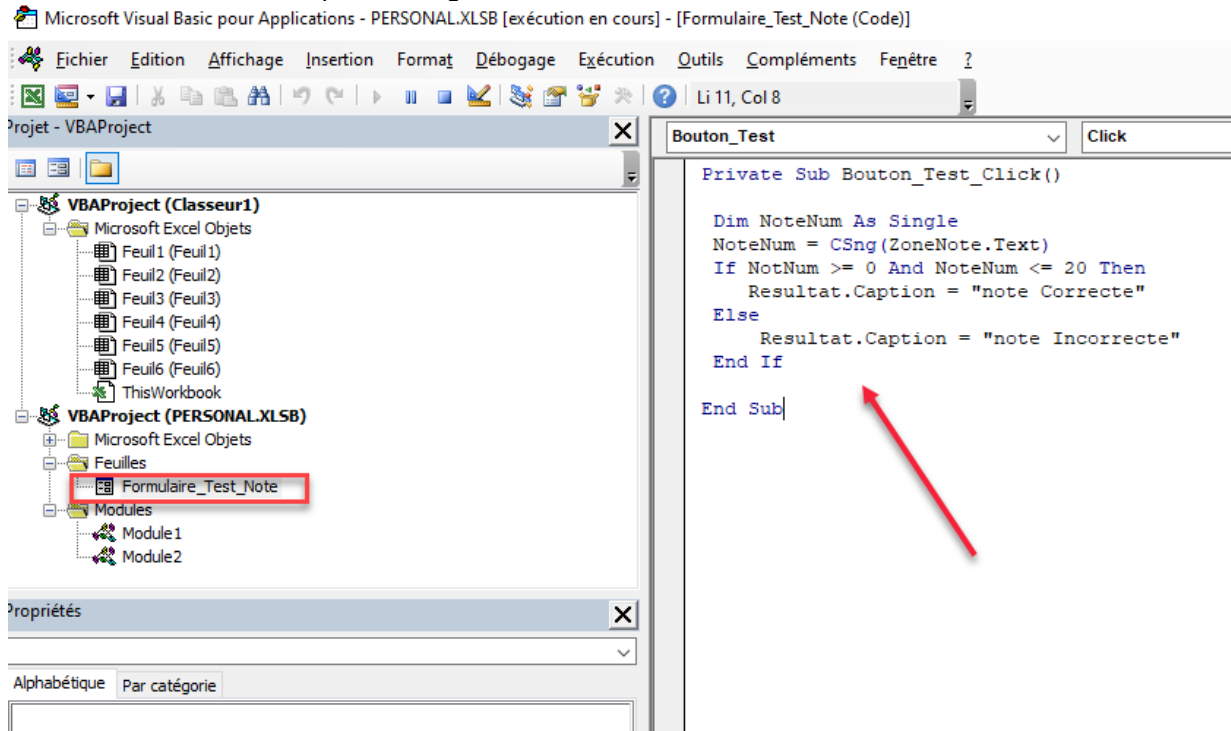 Microsoft Visual Basic pour Applications - PERSONAL.XLSB [exécution en cours] - [Formulaire_Test_Note (Code)]
Fichier Edition Affichage Insertion Format Débogage Exécution Outils Compléments Fenêtre ?
Li 11, Col 8
Projet - VBAProject
VBAProject (Classeur1)
Microsoft Excel Objets
Feuil1 (Feuil1)
Feuil2 (Feuil2)
Feuil3 (Feuil3)
Feuil4 (Feuil4)
Feuil5 (Feuil5)
Feuil6 (Feuil6)
ThisWorkbook
VBAProject (PERSONAL.XLSB)
Microsoft Excel Objets
Feuilles
Formulaire_Test_Note
Modules
Module1
Module2
Propriétés
Alphabétique Par catégorie
Bouton_Test Click
Private Sub Bouton_Test_Click()
Dim NoteNum As Single
NoteNum = CSng(ZoneNote.Text)
If NotNum >= 0 And NoteNum <= 20 Then
Resultat.Caption = "note Correcte"
Else
Resultat.Caption = "note Incorrecte"
End If
End Sub